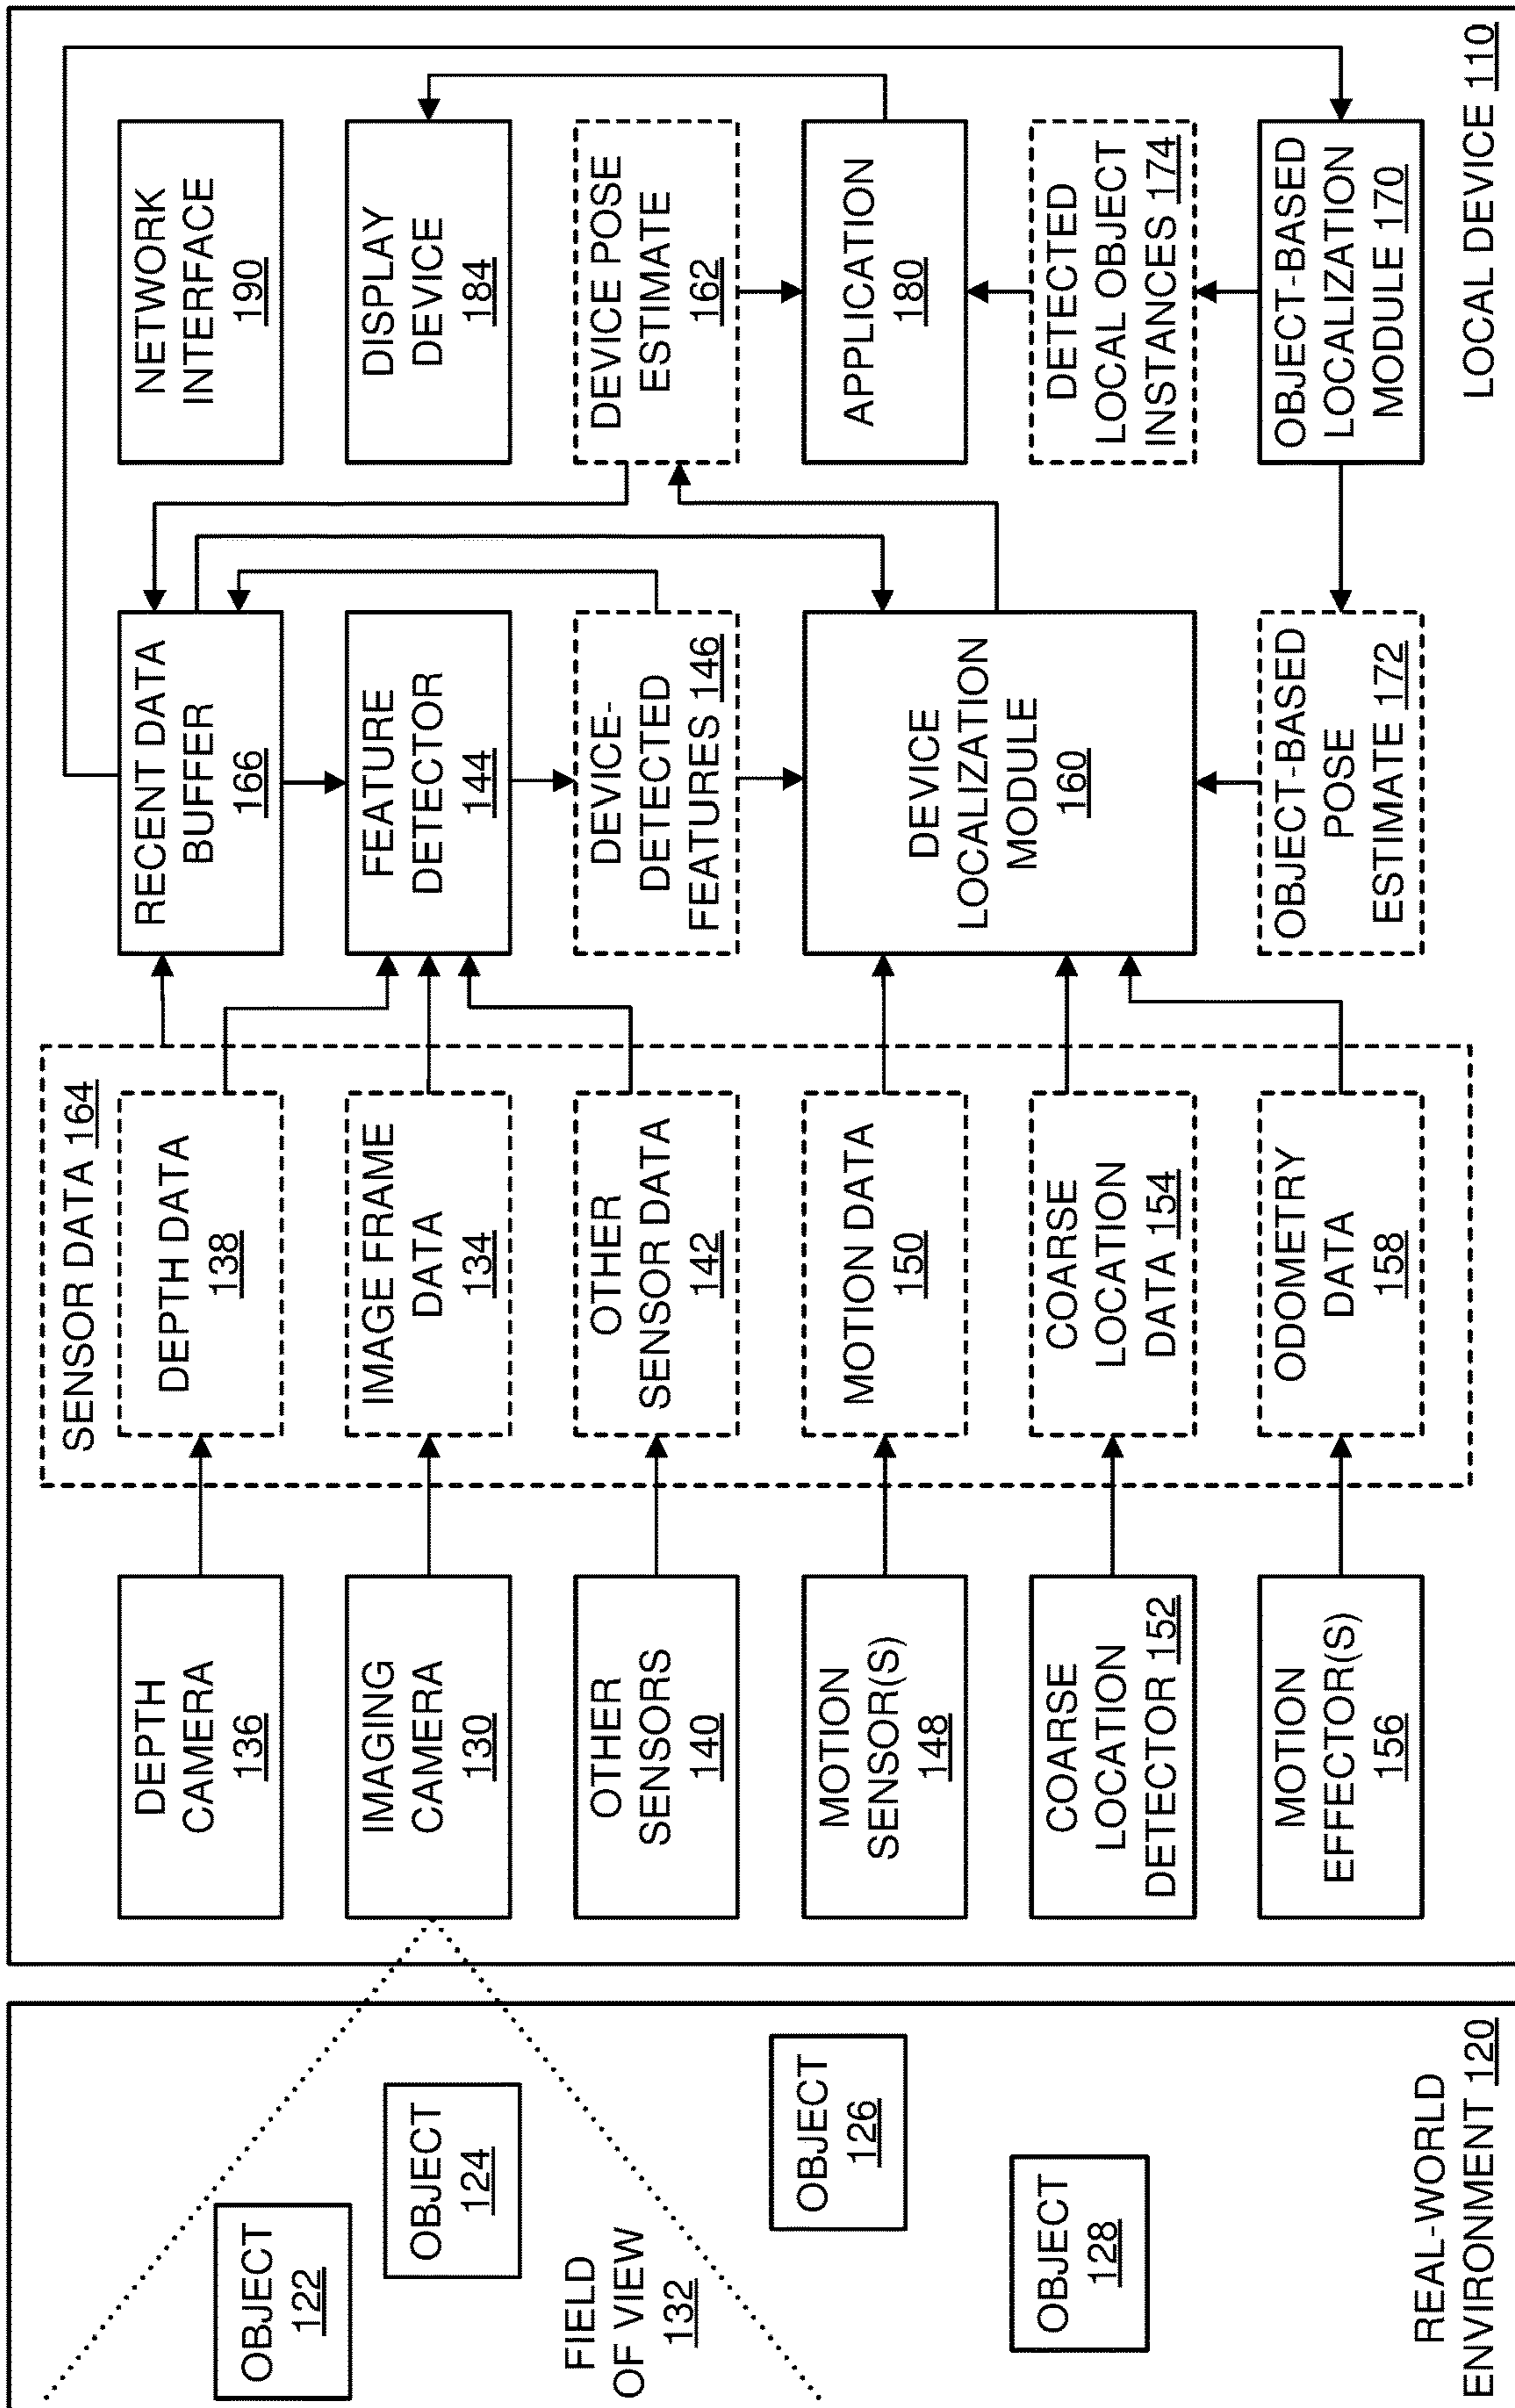 REAL-WORLD
ENVIRONMENT 120
OBJECT
122
OBJECT
124
FIELD
OF VIEW
132
OBJECT
126
OBJECT
128
LOCAL DEVICE 110
DEPTH
CAMERA
136
IMAGING
CAMERA
130
OTHER
SENSORS
140
MOTION
SENSOR(S)
148
COARSE
LOCATION
DETECTOR 152
MOTION
EFFECTOR(S)
156
SENSOR DATA 164
DEPTH DATA
138
IMAGE FRAME
DATA
134
OTHER
SENSOR DATA
142
MOTION DATA
150
COARSE
LOCATION
DATA 154
ODOMETRY
DATA
158
RECENT DATA
BUFFER
166
FEATURE
DETECTOR
144
DEVICE-
DETECTED
FEATURES 146
DEVICE
LOCALIZATION
MODULE
160
OBJECT-BASED
POSE
ESTIMATE 172
NETWORK
INTERFACE
190
DISPLAY
DEVICE
184
DEVICE POSE
ESTIMATE
162
APPLICATION
180
DETECTED
LOCAL OBJECT
INSTANCES 174
OBJECT-BASED
LOCALIZATION
MODULE 170